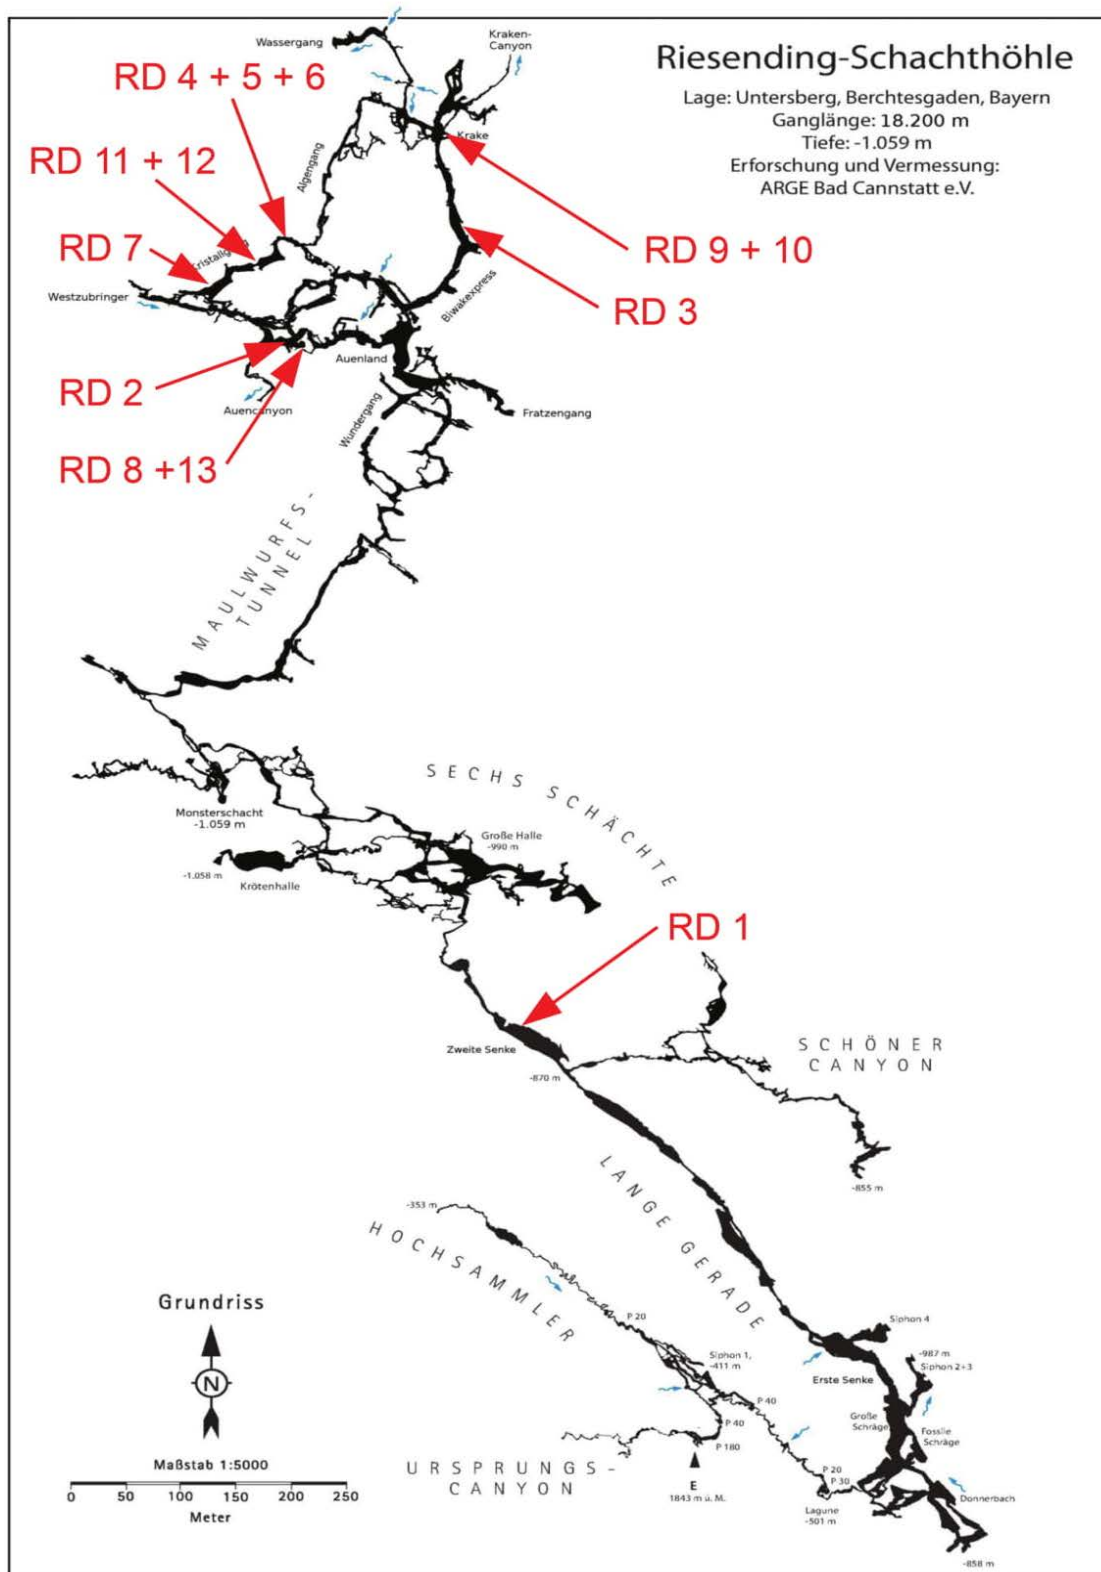 Riesending-Schachthöhle
Lage: Untersberg, Berchtesgaden, Bayern
Ganglänge: 18.200 m
Tiefe: -1.059 m
Erforschung und Vermessung:
ARGE Bad Cannstatt e.V.
Wassergang
Kraken-
Canyon
RD 4 + 5 + 6
Krake
RD 11 + 12
Algengang
RD 7
Kristallgang
RD 9 + 10
Westzubringer
Biwakexpress
RD 3
Auenland
RD 2
Auencanyon
Wundergang
Fratzengang
RD 8 +13
MAULWURFS-
TUNNEL
SECHS SCHÄCHTE
Monsterschacht
-1.059 m
Große Halle
-990 m
-1.058 m
Krötenhalle
RD 1
Zweite Senke
-870 m
SCHÖNER
CANYON
-855 m
LANGE GERADE
-353 m
HOCHSAMMLER
P 20
Siphon 1,
-411 m
Siphon 4
-987 m
Siphon 2+3
Erste Senke
P 40
Große
Schräge
Fossile
Schräge
P 40
P 180
URSPRUNGS-
CANYON
E
1843 m ü. M.
P 20
P 30
Lagune
-501 m
Donnerbach
-858 m
Grundriss
N
Maßstab 1:5000
0 50 100 150 200 250
Meter